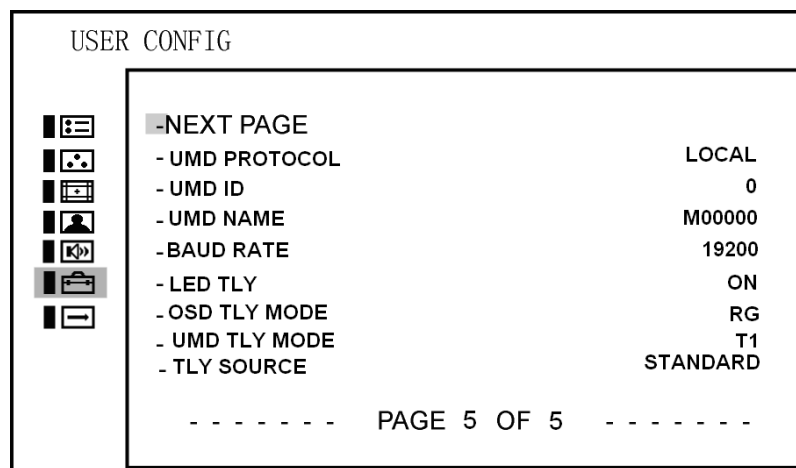 USER CONFIG
-NEXT PAGE
- UMD PROTOCOL LOCAL
- UMD ID 0
- UMD NAME M00000
-BAUD RATE 19200
- LED TLY ON
- OSD TLY MODE RG
- UMD TLY MODE T1
- TLY SOURCE STANDARD
- - - - - - - PAGE 5 OF 5 - - - - - - -